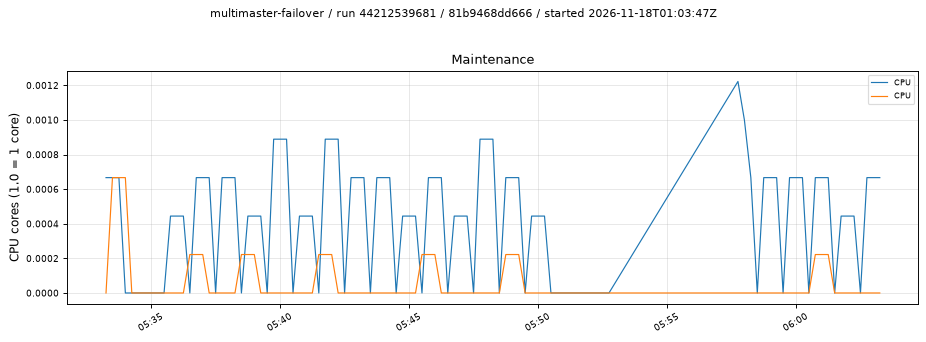 multimaster-failover / run 44212539681 / 81b9468dd666 / started 2026-11-18T01:03:47Z
Maintenance
CPU cores (1.0 = 1 core)
0.0012
0.0010
0.0008
0.0006
0.0004
0.0002
0.0000
CPU
CPU
05:35
05:40
05:45
05:50
05:55
06:00